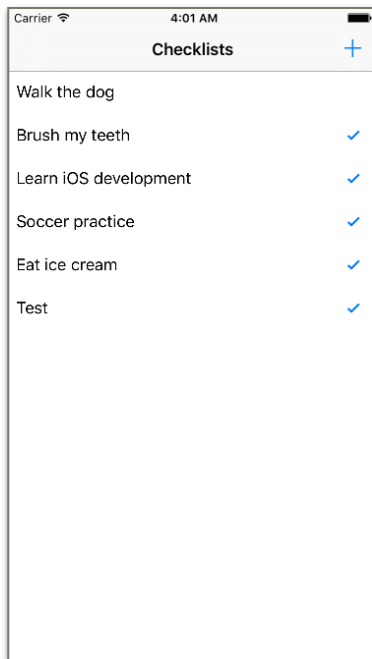 Carrier 4:01 AM
Checklists
Walk the dog
Brush my teeth
Learn iOS development
Soccer practice
Eat ice cream
Test